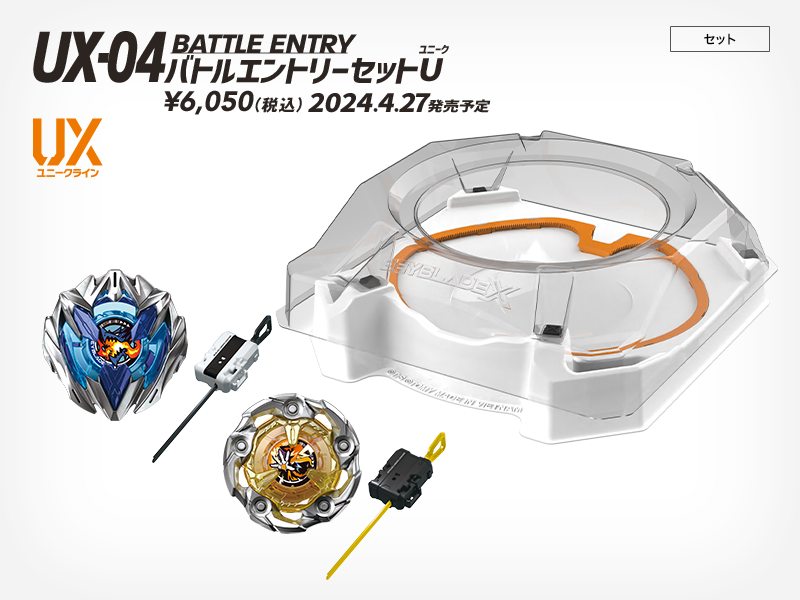 UX-04
BATTLE ENTRY
ユニーク
バトルエントリーセットU
¥6,050(税込) 2024.4.27発売予定
セット
UX
ユニークライン
BEYBLADE X